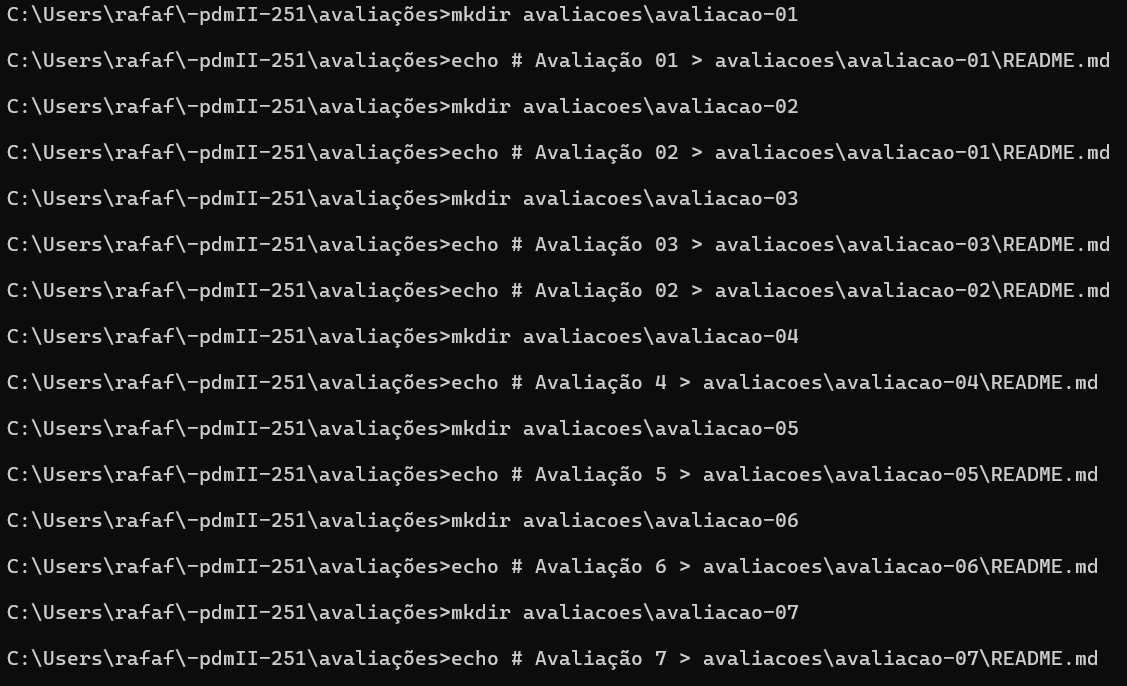 C:\Users\rafaf\-pdmII-251\avaliações>mkdir avaliacoes\avaliacao-01
C:\Users\rafaf\-pdmII-251\avaliações>echo # Avaliação 01 > avaliacoes\avaliacao-01\README.md
C:\Users\rafaf\-pdmII-251\avaliações>mkdir avaliacoes\avaliacao-02
C:\Users\rafaf\-pdmII-251\avaliações>echo # Avaliação 02 > avaliacoes\avaliacao-01\README.md
C:\Users\rafaf\-pdmII-251\avaliações>mkdir avaliacoes\avaliacao-03
C:\Users\rafaf\-pdmII-251\avaliações>echo # Avaliação 03 > avaliacoes\avaliacao-03\README.md
C:\Users\rafaf\-pdmII-251\avaliações>echo # Avaliação 02 > avaliacoes\avaliacao-02\README.md
C:\Users\rafaf\-pdmII-251\avaliações>mkdir avaliacoes\avaliacao-04
C:\Users\rafaf\-pdmII-251\avaliações>echo # Avaliação 4 > avaliacoes\avaliacao-04\README.md
C:\Users\rafaf\-pdmII-251\avaliações>mkdir avaliacoes\avaliacao-05
C:\Users\rafaf\-pdmII-251\avaliações>echo # Avaliação 5 > avaliacoes\avaliacao-05\README.md
C:\Users\rafaf\-pdmII-251\avaliações>mkdir avaliacoes\avaliacao-06
C:\Users\rafaf\-pdmII-251\avaliações>echo # Avaliação 6 > avaliacoes\avaliacao-06\README.md
C:\Users\rafaf\-pdmII-251\avaliações>mkdir avaliacoes\avaliacao-07
C:\Users\rafaf\-pdmII-251\avaliações>echo # Avaliação 7 > avaliacoes\avaliacao-07\README.md